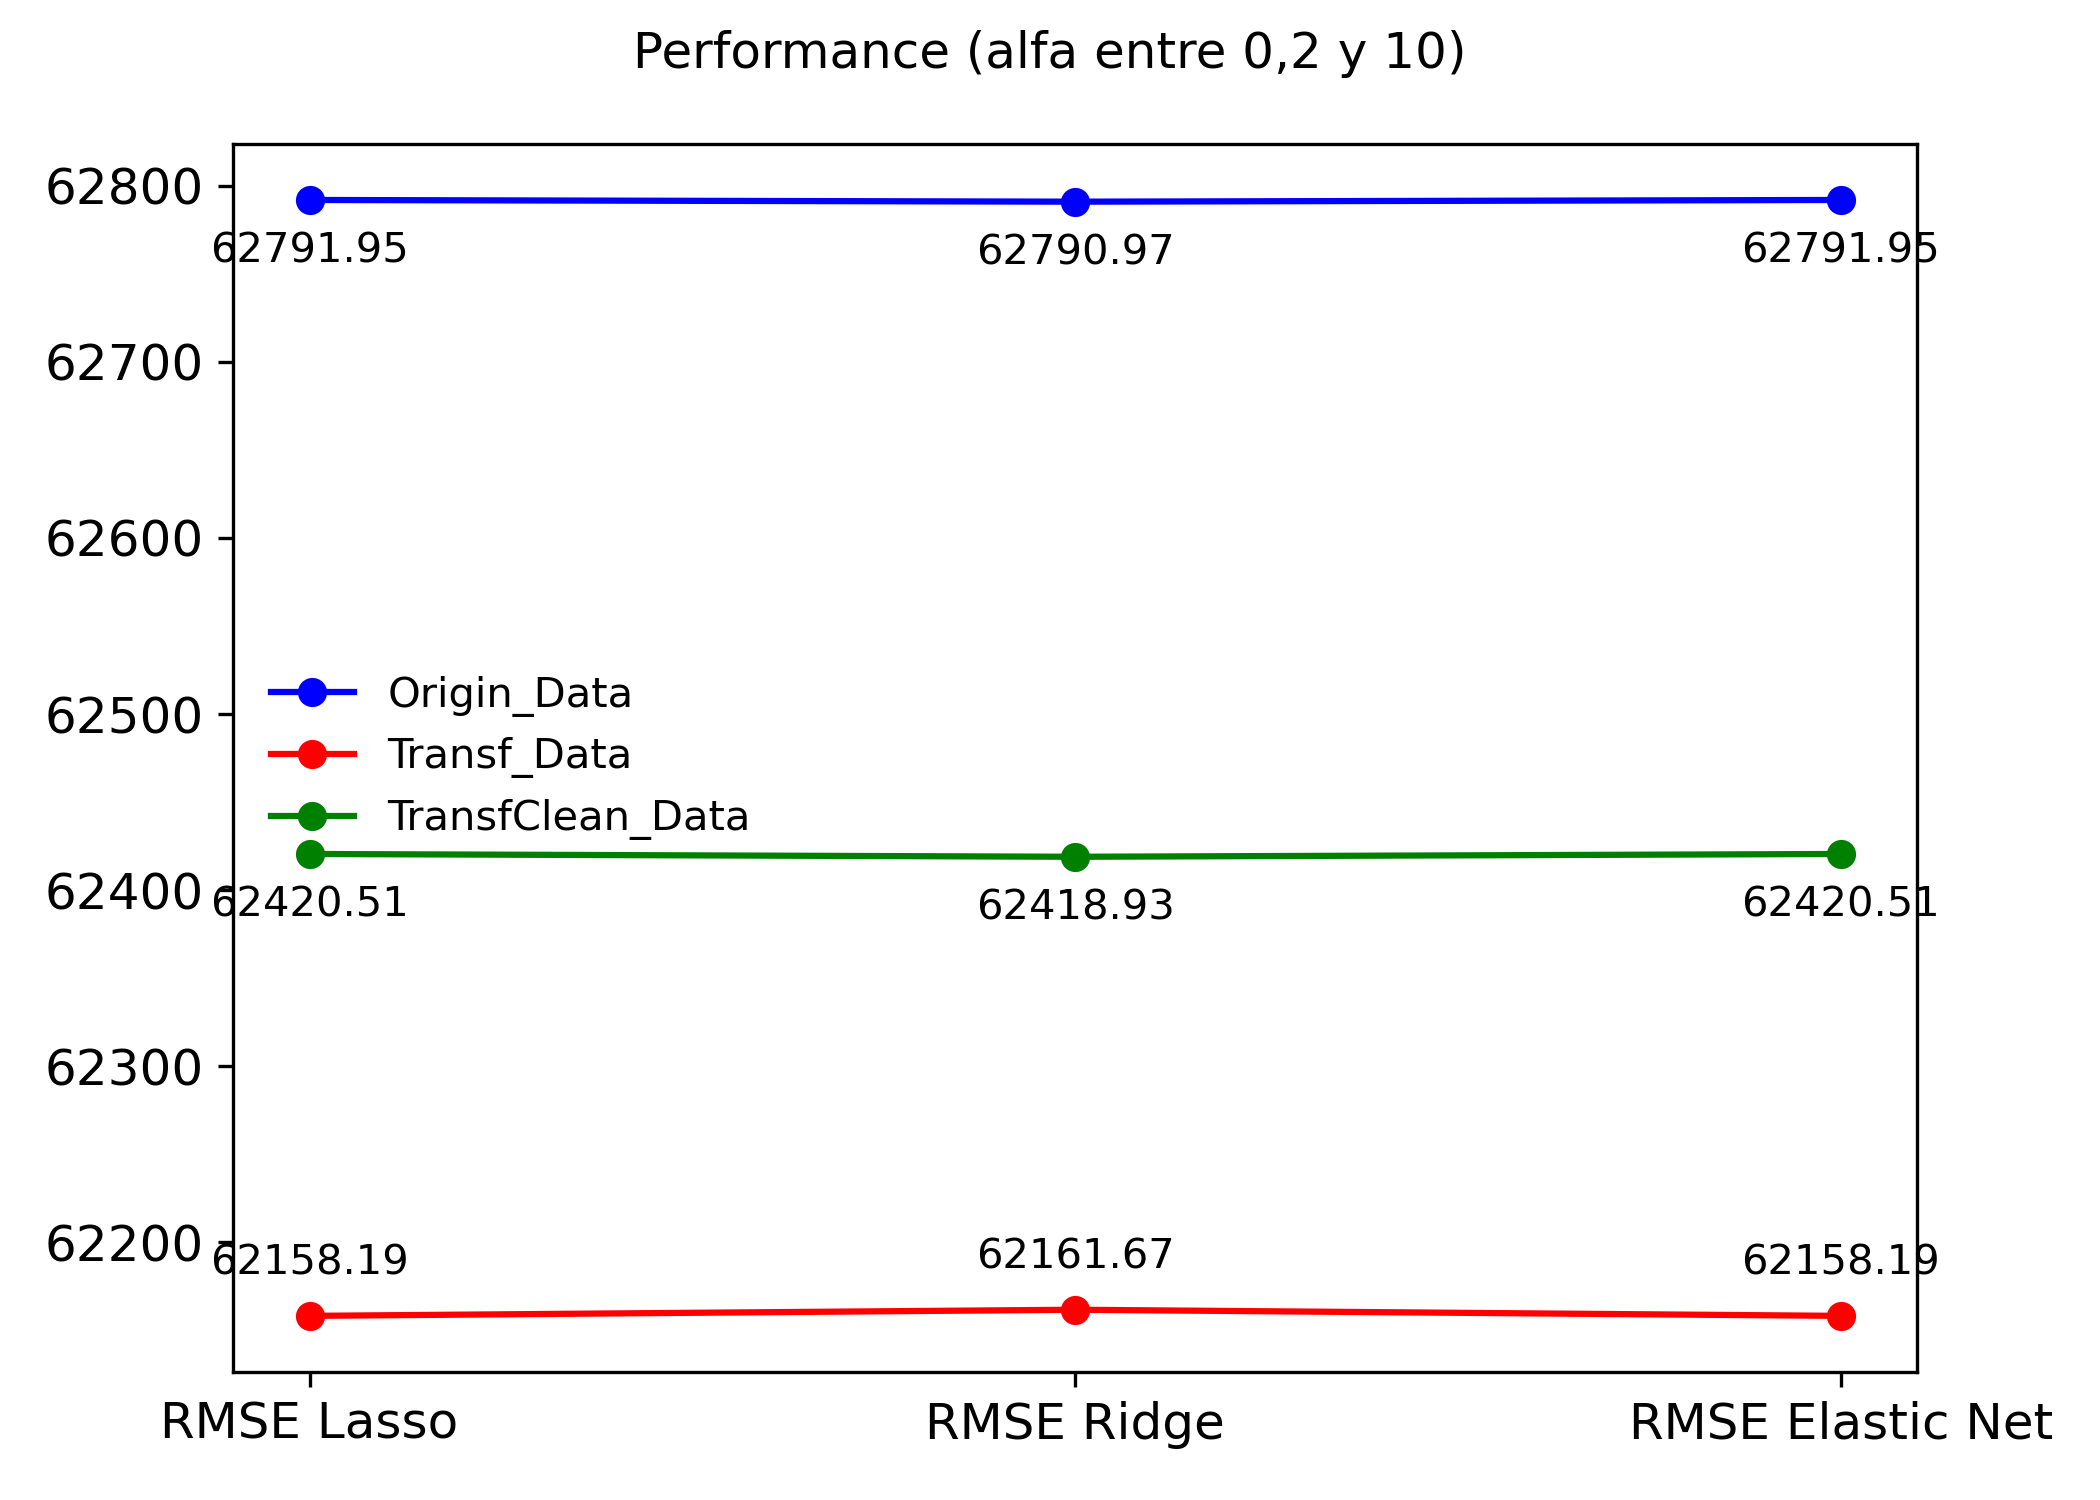 Performance (alfa entre 0,2 y 10)
62800
62791.95
62790.97
62791.95
62700
62600
62500
Origin_Data
Transf_Data
TransfClean_Data
62400
62420.51
62418.93
62420.51
62300
62200
62158.19
62161.67
62158.19
RMSE Lasso
RMSE Ridge
RMSE Elastic Net